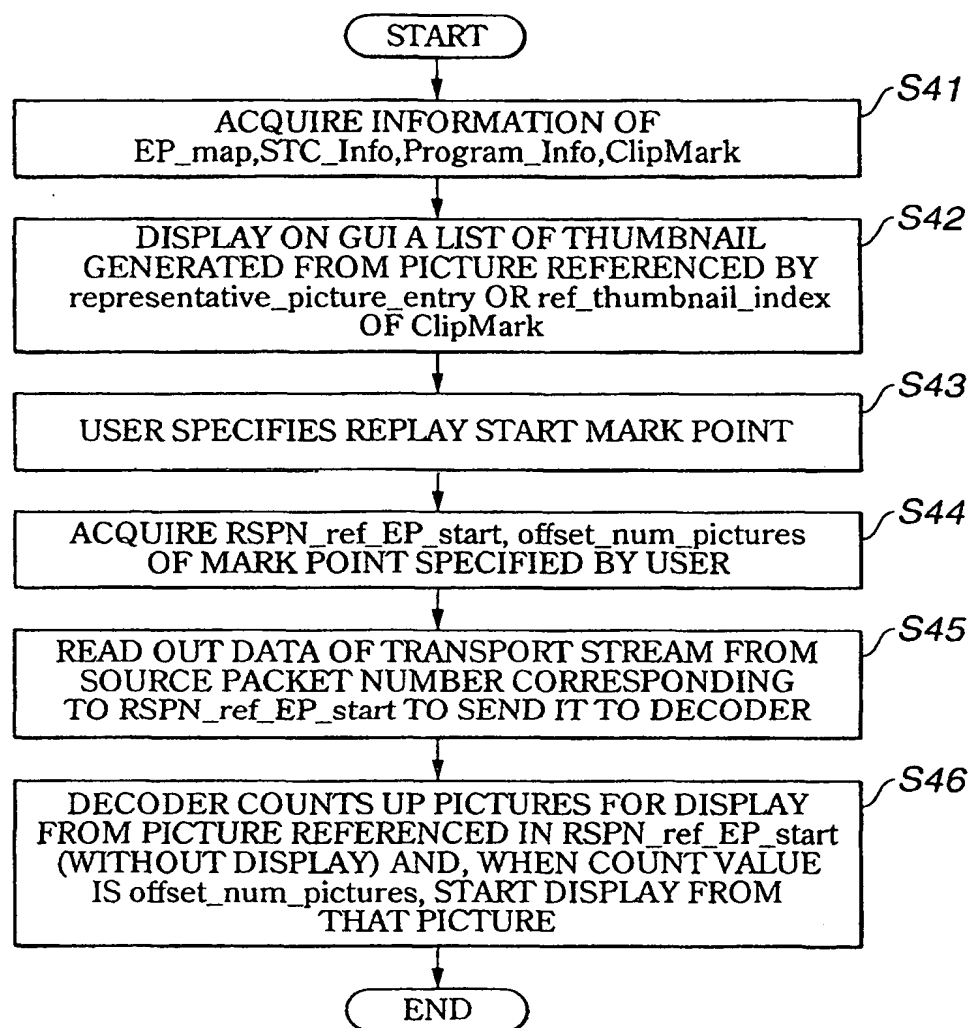 START
S41
ACQUIRE INFORMATION OF
EP_map,STC_Info,Program_Info,ClipMark
S42
DISPLAY ON GUI A LIST OF THUMBNAIL
GENERATED FROM PICTURE REFERENCED BY
representative_picture_entry OR ref_thumbnail_index
OF ClipMark
S43
USER SPECIFIES REPLAY START MARK POINT
S44
ACQUIRE RSPN_ref_EP_start, offset_num_pictures
OF MARK POINT SPECIFIED BY USER
S45
READ OUT DATA OF TRANSPORT STREAM FROM
SOURCE PACKET NUMBER CORRESPONDING
TO RSPN_ref_EP_start TO SEND IT TO DECODER
S46
DECODER COUNTS UP PICTURES FOR DISPLAY
FROM PICTURE REFERENCED IN RSPN_ref_EP_start
(WITHOUT DISPLAY) AND, WHEN COUNT VALUE
IS offset_num_pictures, START DISPLAY FROM
THAT PICTURE
END